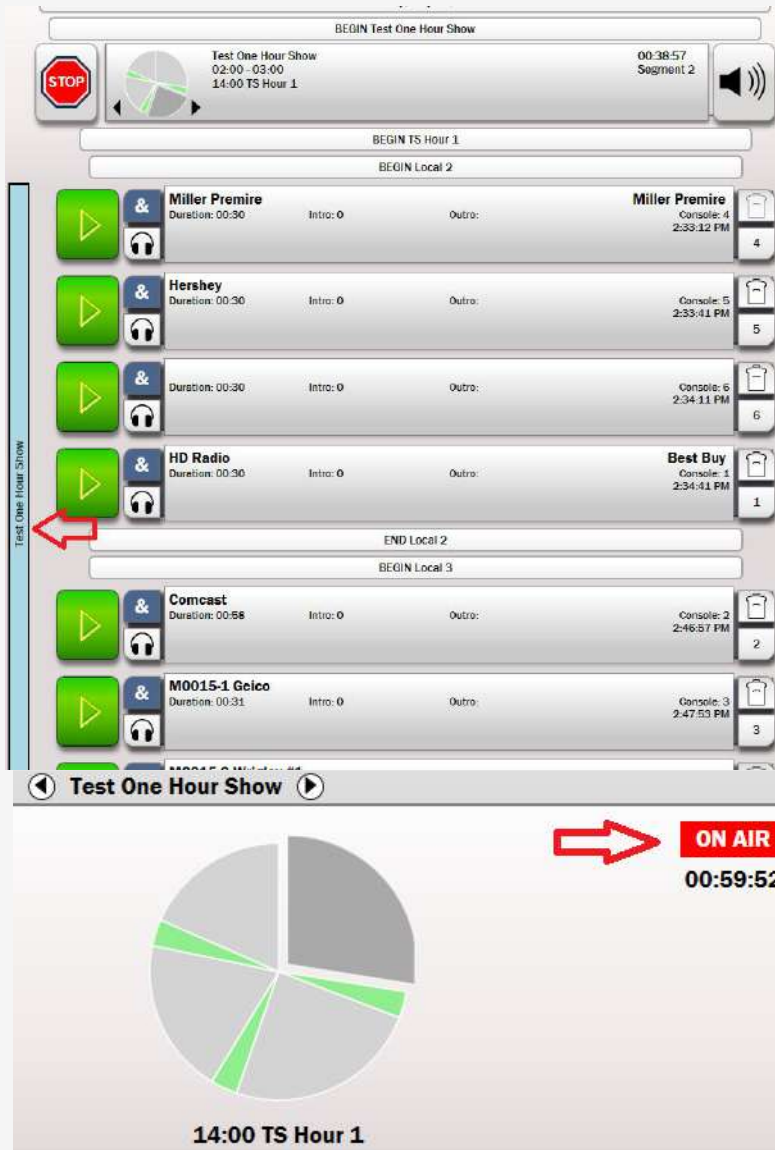 BEGIN Test One Hour Show
STOP
Test One Hour Show
02:00 - 03:00
14:00 TS Hour 1
00:38:57
Segment 2
BEGIN TS Hour 1
BEGIN Local 2
& Miller Premire Miller Premire
Duration: 00:30 Intro: 0 Outro: Console: 4
2:33:12 PM
4
& Hershey
Duration: 00:30 Intro: 0 Outro: Console: 5
2:33:41 PM
5
&
Duration: 00:30 Intro: 0 Outro: Console: 6
2:34:11 PM
6
& HD Radio Best Buy
Duration: 00:30 Intro: 0 Outro: Console: 1
2:34:41 PM
1
Test One Hour Show
END Local 2
BEGIN Local 3
& Comcast
Duration: 00:58 Intro: 0 Outro: Console: 2
2:46:57 PM
2
& M0015-1 Geico
Duration: 00:31 Intro: 0 Outro: Console: 3
2:47:53 PM
3
Test One Hour Show
ON AIR
00:59:52
14:00 TS Hour 1